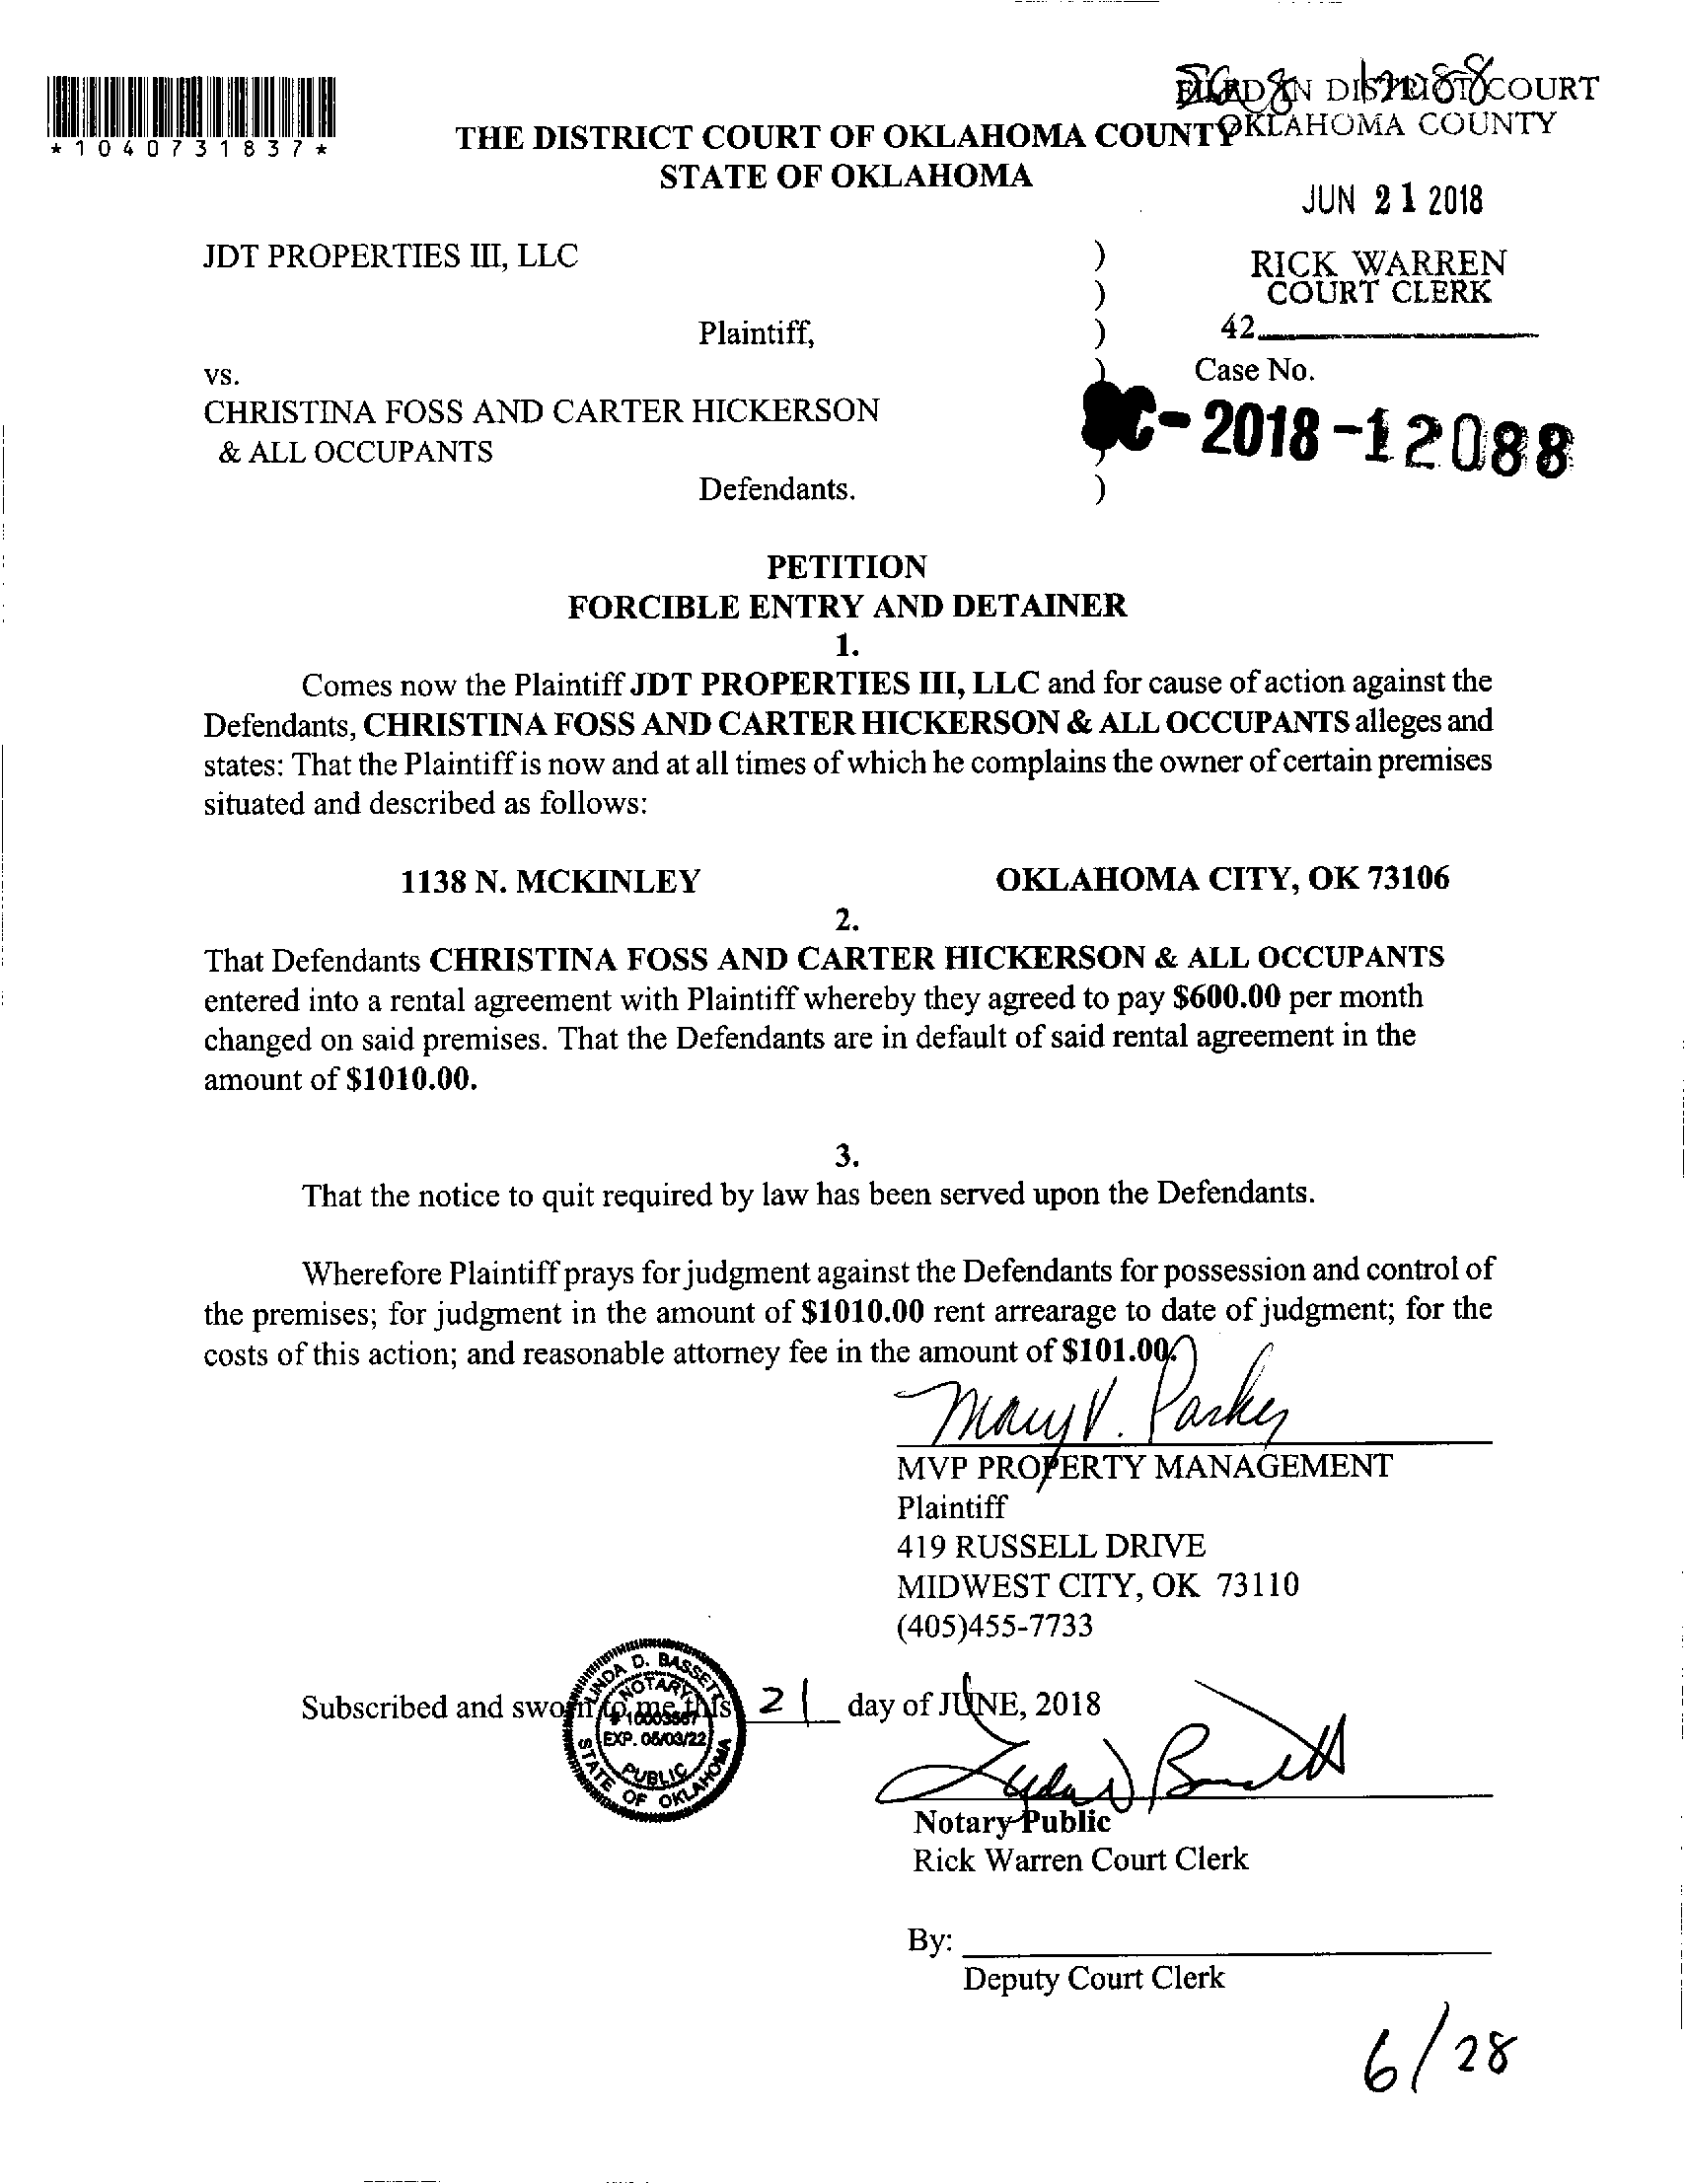 *1040731837*
FILED IN DISTRICT COURT
OKLAHOMA COUNTY
THE DISTRICT COURT OF OKLAHOMA COUNTY
STATE OF OKLAHOMA
JUN 21 2018
JDT PROPERTIES III, LLC )
)
RICK WARREN
COURT CLERK
Plaintiff, )
42
vs. )
Case No.
CHRISTINA FOSS AND CARTER HICKERSON
SC-2018-12088
& ALL OCCUPANTS )
Defendants. )
PETITION
FORCIBLE ENTRY AND DETAINER
1.
Comes now the Plaintiff JDT PROPERTIES III, LLC and for cause of action against the
Defendants, CHRISTINA FOSS AND CARTER HICKERSON & ALL OCCUPANTS alleges and
states: That the Plaintiff is now and at all times of which he complains the owner of certain premises
situated and described as follows:
1138 N. MCKINLEY OKLAHOMA CITY, OK 73106
2.
That Defendants CHRISTINA FOSS AND CARTER HICKERSON & ALL OCCUPANTS
entered into a rental agreement with Plaintiff whereby they agreed to pay $600.00 per month
changed on said premises. That the Defendants are in default of said rental agreement in the
amount of $1010.00.
3.
That the notice to quit required by law has been served upon the Defendants.
Wherefore Plaintiff prays for judgment against the Defendants for possession and control of
the premises; for judgment in the amount of $1010.00 rent arrearage to date of judgment; for the
costs of this action; and reasonable attorney fee in the amount of $101.00.
Mary V. Parker
MVP PROPERTY MANAGEMENT
Plaintiff
419 RUSSELL DRIVE
MIDWEST CITY, OK 73110
(405)455-7733
Subscribed and sworn to me this 21 day of JUNE, 2018
LINDA D. BASSETT
NOTARY
# 10003567
EXP. 05/03/22
PUBLIC
STATE OF OKLAHOMA
Linda D Bassett
Notary Public
Rick Warren Court Clerk
By:
Deputy Court Clerk
6/28